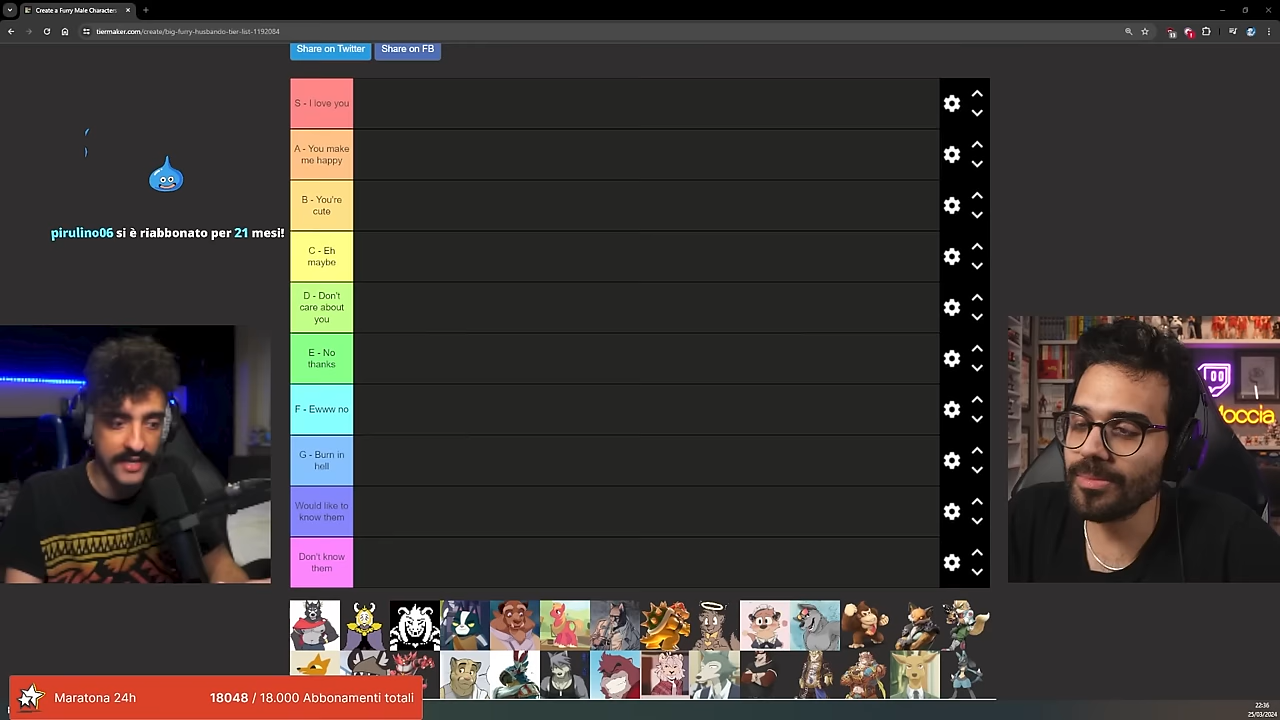 Create a Furry Male Characters
tiermaker.com/create/big-furry-husbando-tier-list-1192084
Share on Twitter
Share on FB
S - I love you
A - You make
me happy
B - You're
cute
C - Eh
maybe
D - Don't
care about
you
E - No
thanks
F - Ewww no
G - Burn in
hell
Would like to
know them
Don't know
them
pirulino06 si è riabbonato per 21 mesi!
Moccia
Maratona 24h
18048 / 18.000 Abbonamenti totali
22:36
25/03/2024